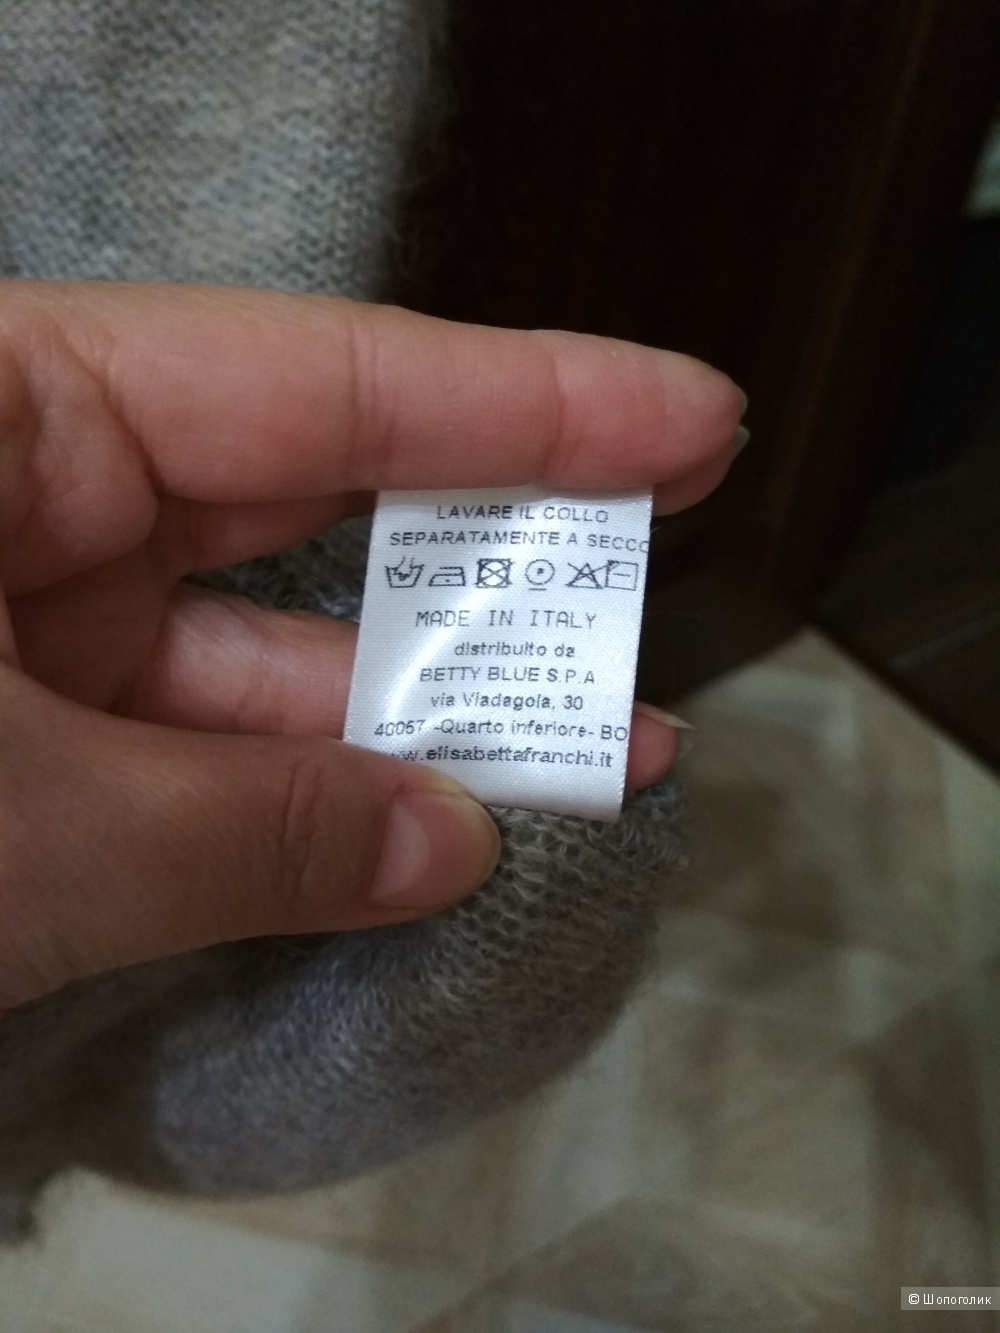 LAVARE IL COLLO
SEPARATAMENTE A SECCO
MADE IN ITALY
distribuito da
BETTY BLUE S.P.A
via Viadagola, 30
40057 -Quarto Inferiore- BO
w.elisabettafranchi.it
© Шопоголик